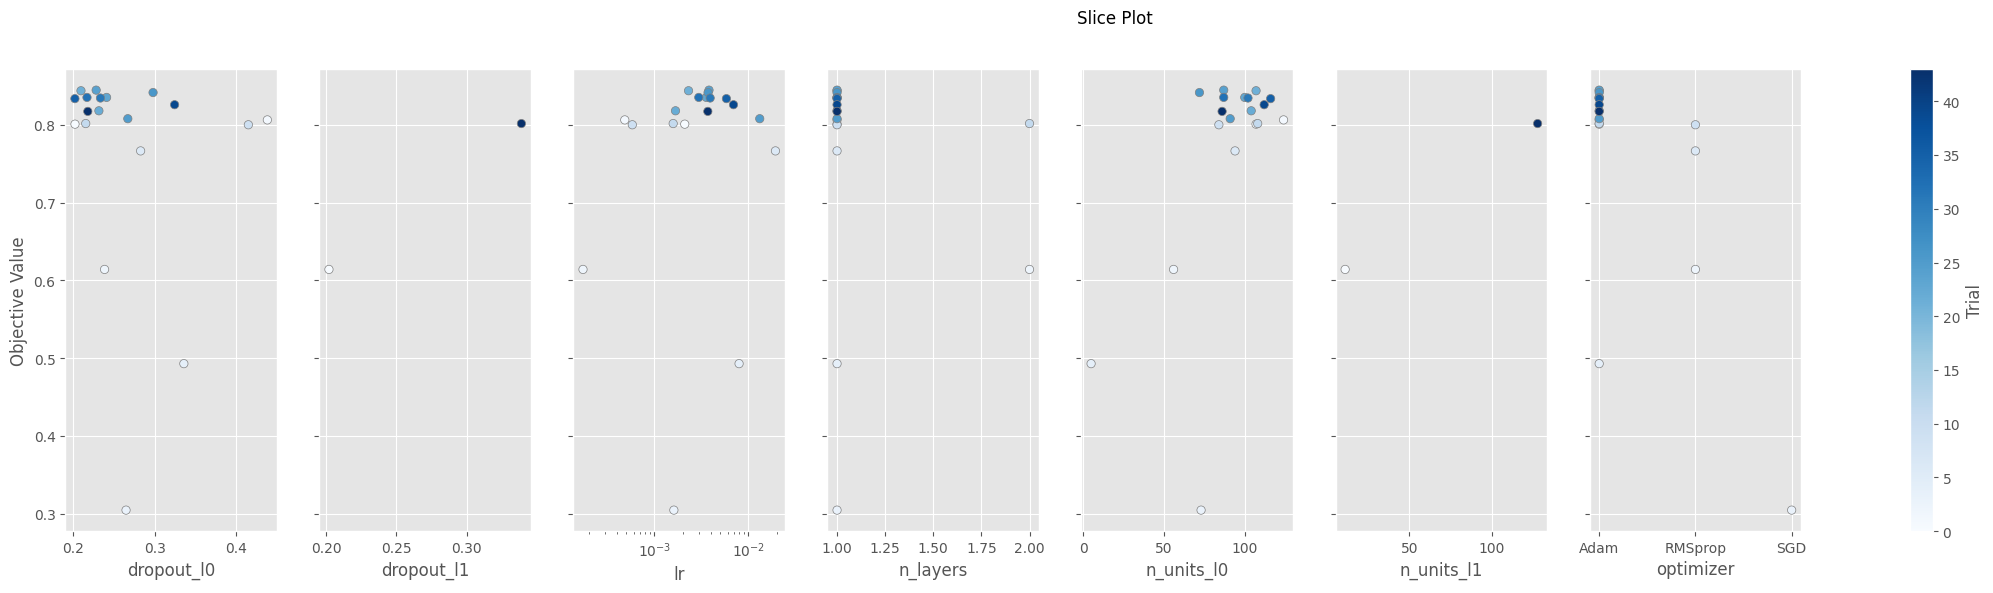 Slice Plot
Objective Value
0.8
0.7
0.6
0.5
0.4
0.3
0.2 0.3 0.4
dropout_l0
0.20 0.25 0.30
dropout_l1
10⁻³ 10⁻²
lr
1.00 1.25 1.50 1.75 2.00
n_layers
0 50 100
n_units_l0
50 100
n_units_l1
Adam RMSprop SGD
optimizer
40
35
30
25
20
15
10
5
0
Trial